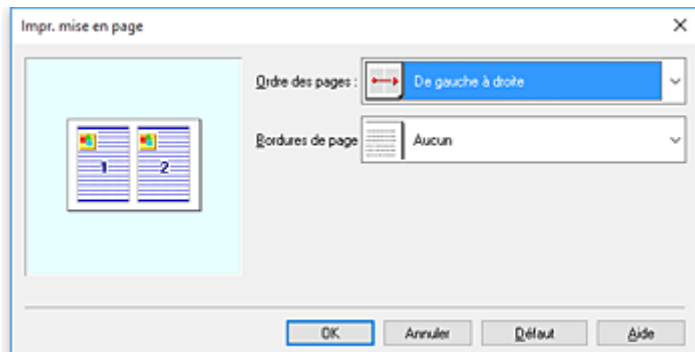 Impr. mise en page
Ordre des pages : De gauche à droite
Bordures de page Aucun
1 2
OK Annuler Défaut Aide